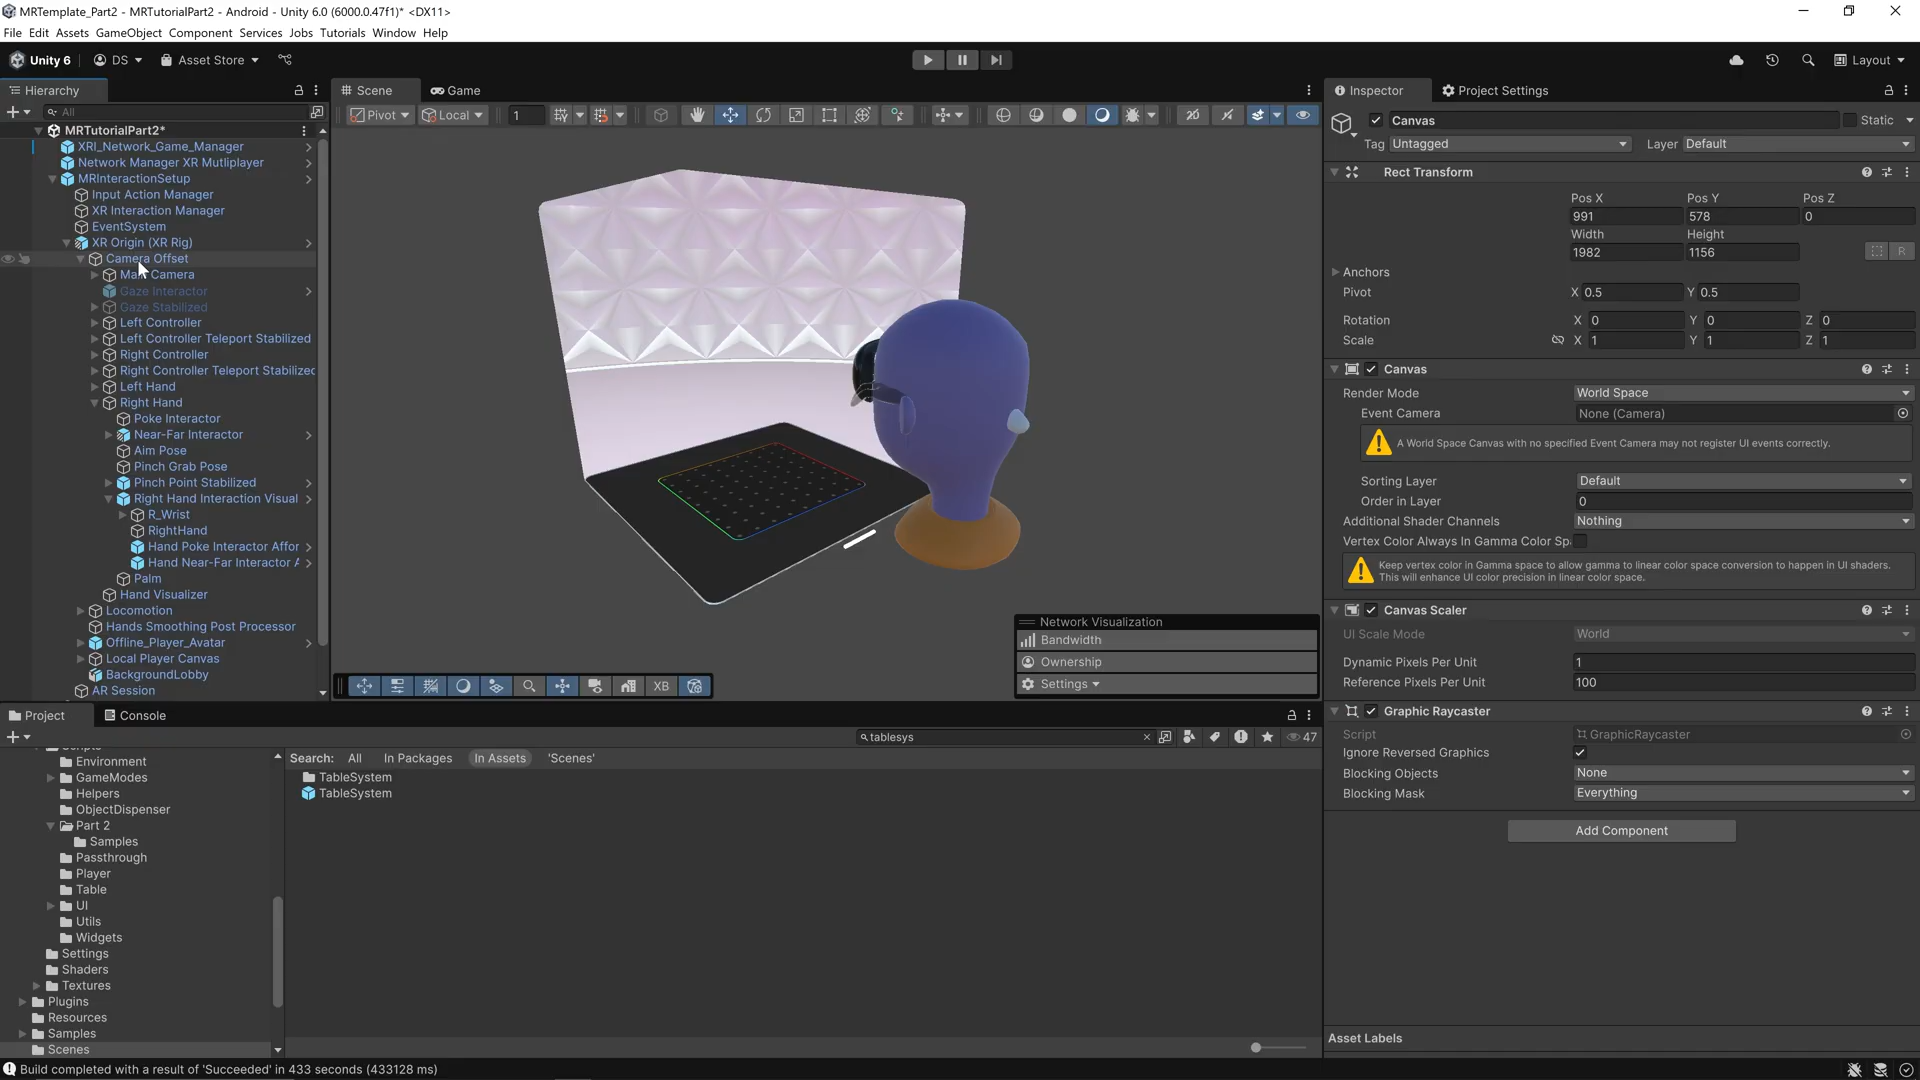 MRTemplate_Part2 - MRTutorialPart2 - Android - Unity 6.0 (6000.0.47f1)* <DX11>
File Edit Assets GameObject Component Services Jobs Tutorials Window Help
Unity 6 DS Asset Store Layout
Hierarchy
All
MRTutorialPart2*
XRI_Network_Game_Manager
Network Manager XR Mutliplayer
MRInteractionSetup
Input Action Manager
XR Interaction Manager
EventSystem
XR Origin (XR Rig)
Camera Offset
Main Camera
Gaze Interactor
Gaze Stabilized
Left Controller
Left Controller Teleport Stabilized
Right Controller
Right Controller Teleport Stabilized
Left Hand
Right Hand
Poke Interactor
Near-Far Interactor
Aim Pose
Pinch Grab Pose
Pinch Point Stabilized
Right Hand Interaction Visual
R_Wrist
RightHand
Hand Poke Interactor Affor
Hand Near-Far Interactor A
Palm
Hand Visualizer
Locomotion
Hands Smoothing Post Processor
Offline_Player_Avatar
Local Player Canvas
BackgroundLobby
AR Session
Scene Game
Pivot Local 1 2D
Network Visualization
Bandwidth
Ownership
Settings
XB
Inspector Project Settings
Canvas Static
Tag Untagged Layer Default
Rect Transform
Pos X Pos Y Pos Z
991 578 0
Width Height
1982 1156 R
Anchors
Pivot X 0.5 Y 0.5
Rotation X 0 Y 0 Z 0
Scale X 1 Y 1 Z 1
Canvas
Render Mode World Space
Event Camera None (Camera)
A World Space Canvas with no specified Event Camera may not register UI events correctly.
Sorting Layer Default
Order in Layer 0
Additional Shader Channels Nothing
Vertex Color Always In Gamma Color Sp
Keep vertex color in Gamma space to allow gamma to linear color space conversion to happen in UI shaders.
This will enhance UI color precision in linear color space.
Canvas Scaler
UI Scale Mode World
Dynamic Pixels Per Unit 1
Reference Pixels Per Unit 100
Graphic Raycaster
Script GraphicRaycaster
Ignore Reversed Graphics
Blocking Objects None
Blocking Mask Everything
Add Component
Asset Labels
Project Console
tablesys 47
Scripts
Environment
GameModes
Helpers
ObjectDispenser
Part 2
Samples
Passthrough
Player
Table
UI
Utils
Widgets
Settings
Shaders
Textures
Plugins
Resources
Samples
Scenes
Search: All In Packages In Assets 'Scenes'
TableSystem
TableSystem
Build completed with a result of 'Succeeded' in 433 seconds (433128 ms)